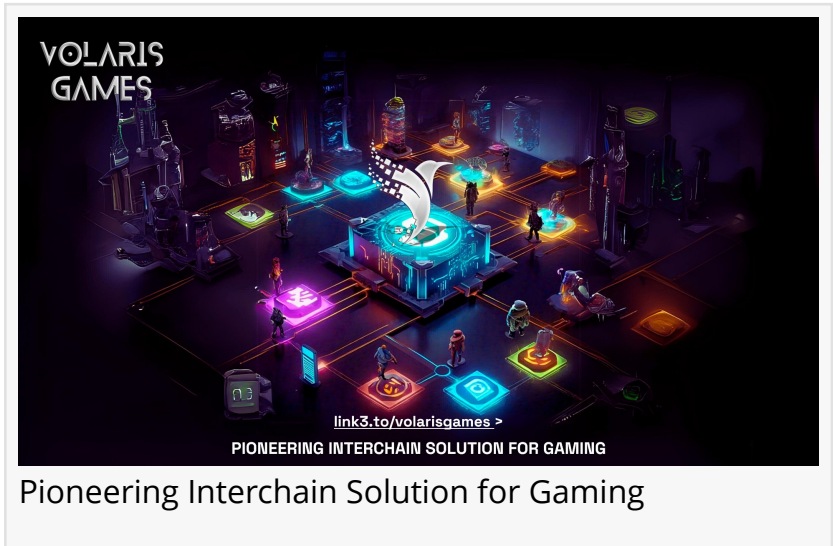 VOLARIS
GAMES
link3.to/volarisgames >
PIONEERING INTERCHAIN SOLUTION FOR GAMING
Pioneering Interchain Solution for Gaming